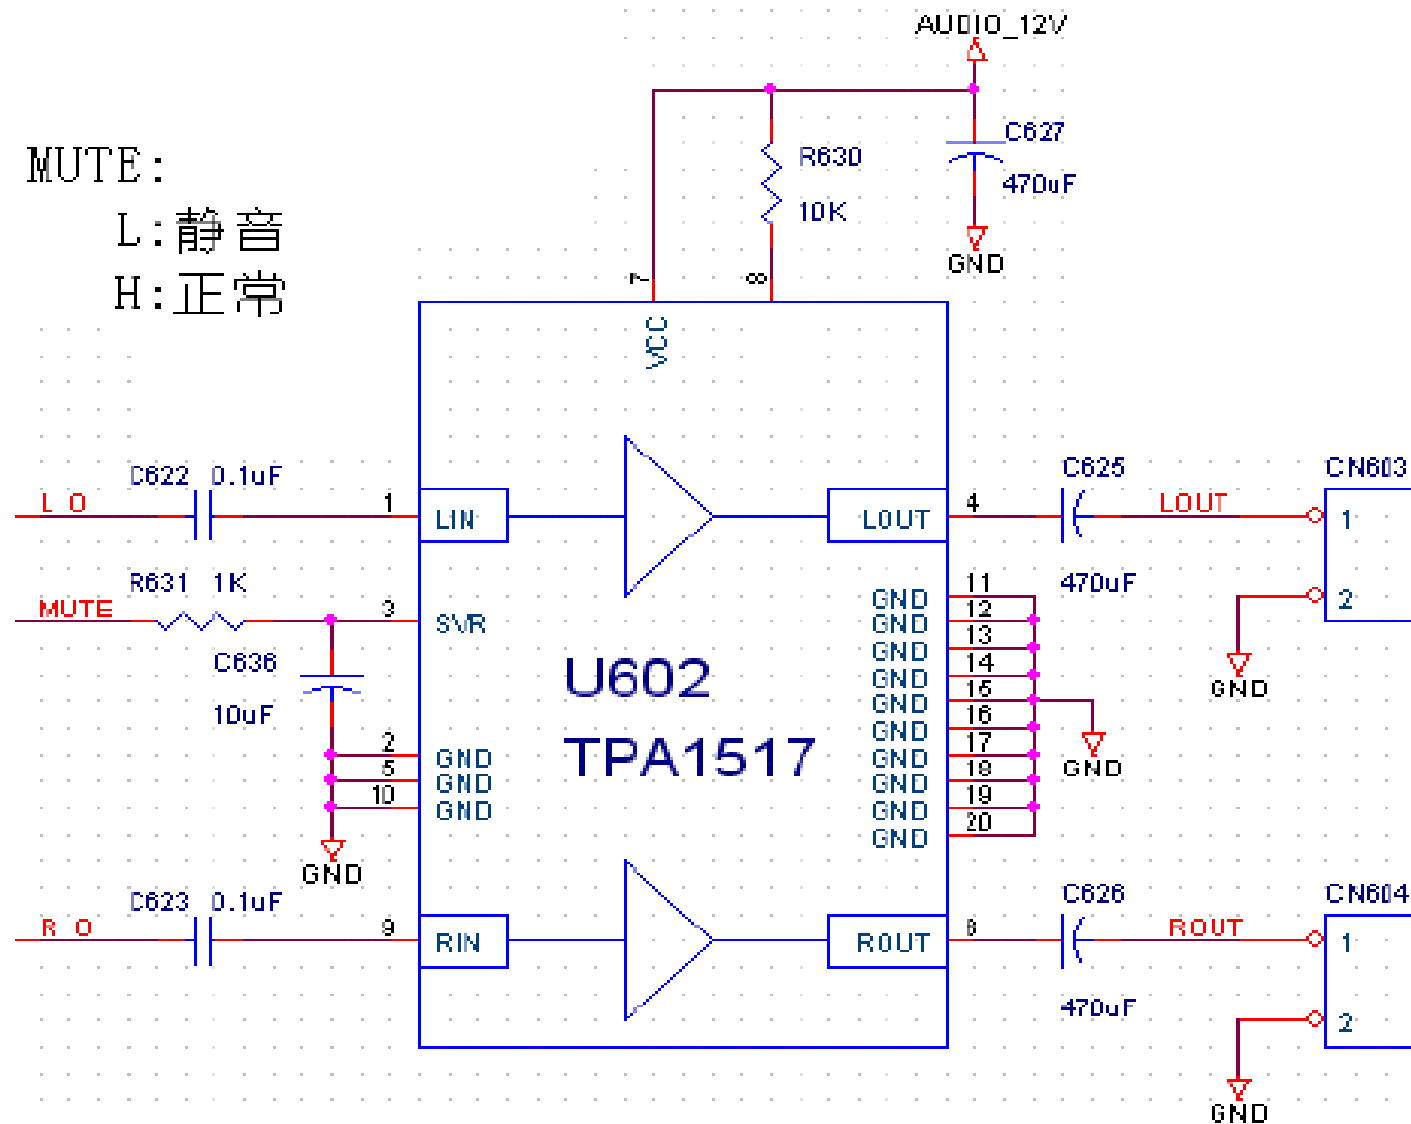 AUDIO_12V
C627
470uF
GND
R630
10K
MUTE:
L:静音
H:正常
7
8
VCC
C622 0.1uF
L O
1
LIN
LOUT
4
C625
470uF
LOUT
CN603
1
2
GND
R631 1K
MUTE
3
SVR
C636
10uF
2
GND
5
GND
10
GND
GND
U602
TPA1517
GND 11
GND 12
GND 13
GND 14
GND 15
GND 16
GND 17
GND 18
GND 19
GND 20
GND
C623 0.1uF
R O
9
RIN
ROUT
6
C626
470uF
ROUT
CN604
1
2
GND